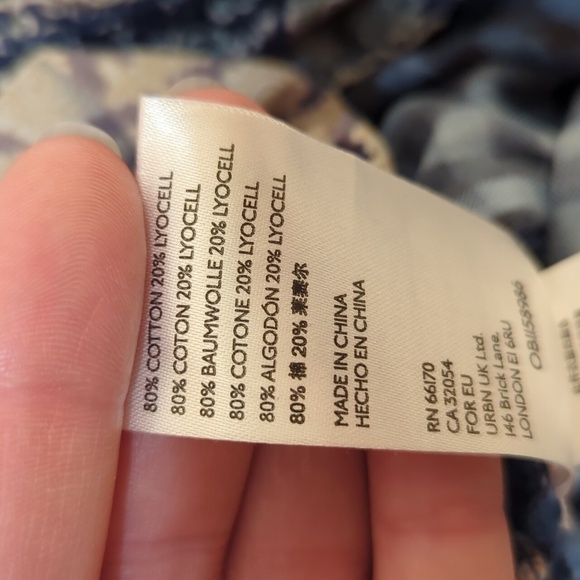 80% COTTON 20% LYOCELL
80% COTON 20% LYOCELL
80% BAUMWOLLE 20% LYOCELL
80% COTONE 20% LYOCELL
80% ALGODÓN 20% LYOCELL
80% 棉 20% 莱赛尔
MADE IN CHINA
HECHO EN CHINA
RN 66170
CA 32054
FOR EU
URBN UK Ltd.
146 Brick Lane,
LONDON E1 6RU
OB1158986